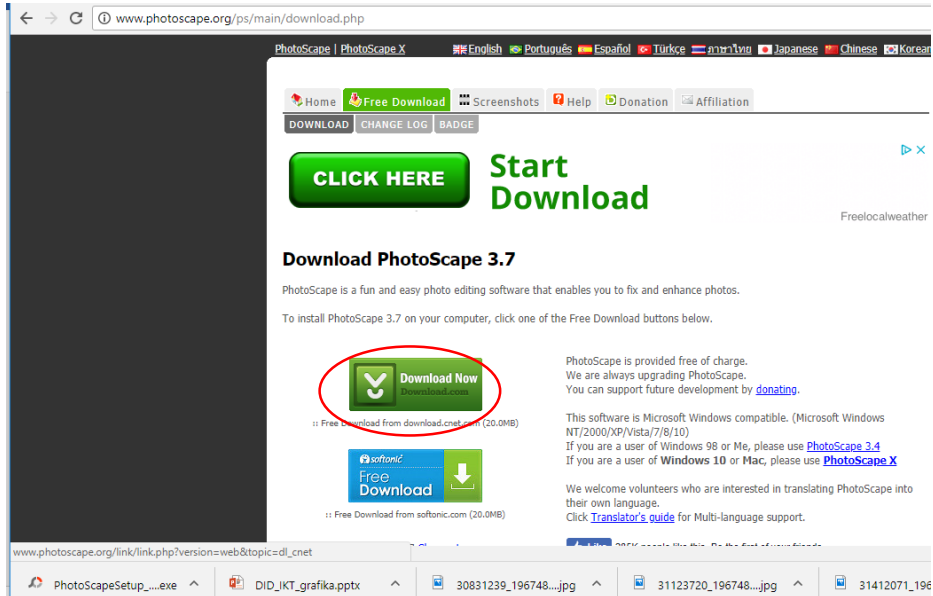 www.photoscape.org/ps/main/download.php
PhotoScape | PhotoScape X English Português Español Türkçe ภาษาไทย Japanese Chinese Korean
Home Free Download Screenshots Help Donation Affiliation
DOWNLOAD CHANGE LOG BADGE
CLICK HERE
Start
Download
Freelocalweather
Download PhotoScape 3.7
PhotoScape is a fun and easy photo editing software that enables you to fix and enhance photos.
To install PhotoScape 3.7 on your computer, click one of the Free Download buttons below.
Download Now
Download.com
:: Free Download from download.cnet.com (20.0MB)
softonic
Free
Download
:: Free Download from softonic.com (20.0MB)
PhotoScape is provided free of charge.
We are always upgrading PhotoScape.
You can support future development by donating.
This software is Microsoft Windows compatible. (Microsoft Windows
NT/2000/XP/Vista/7/8/10)
If you are a user of Windows 98 or Me, please use PhotoScape 3.4
If you are a user of Windows 10 or Mac, please use PhotoScape X
We welcome volunteers who are interested in translating PhotoScape into
their own language.
Click Translator's guide for Multi-language support.
www.photoscape.org/link/link.php?version=web&topic=dl_cnet
PhotoScapeSetup_....exe DID_IKT_grafika.pptx 30831239_196748....jpg 31123720_196748....jpg 31412071_196